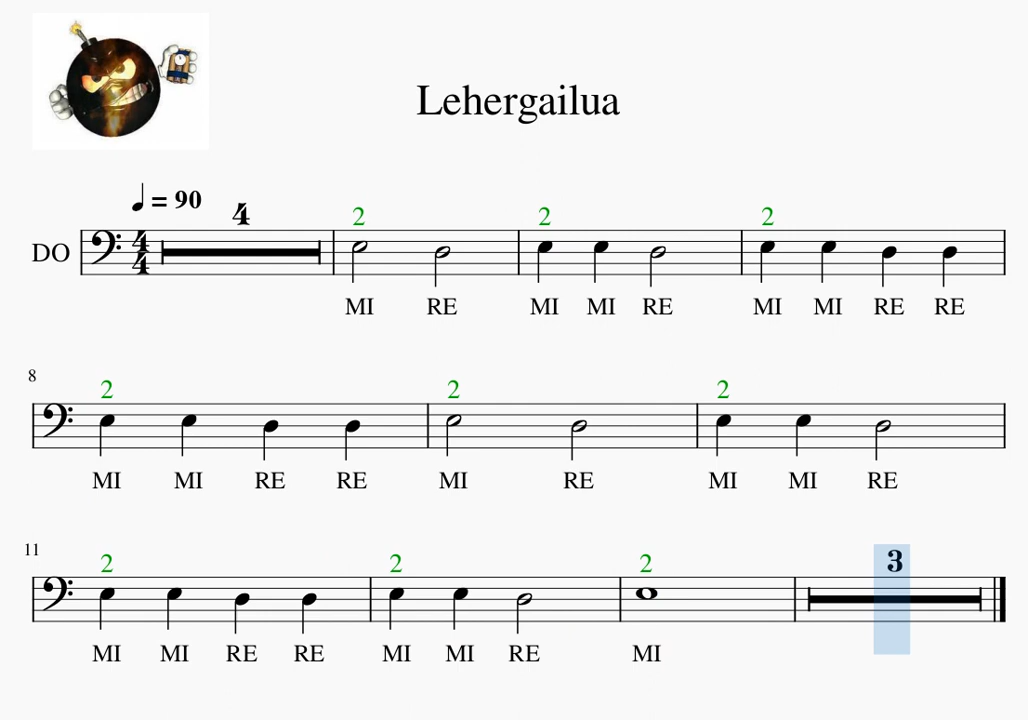 Lehergailua
♩ = 90
4
2 2 2
DO 4/4
MI RE MI MI RE MI MI RE RE
8
2 2 2
MI MI RE RE MI RE MI MI RE
11
2 2 2 3
MI MI RE RE MI MI RE MI